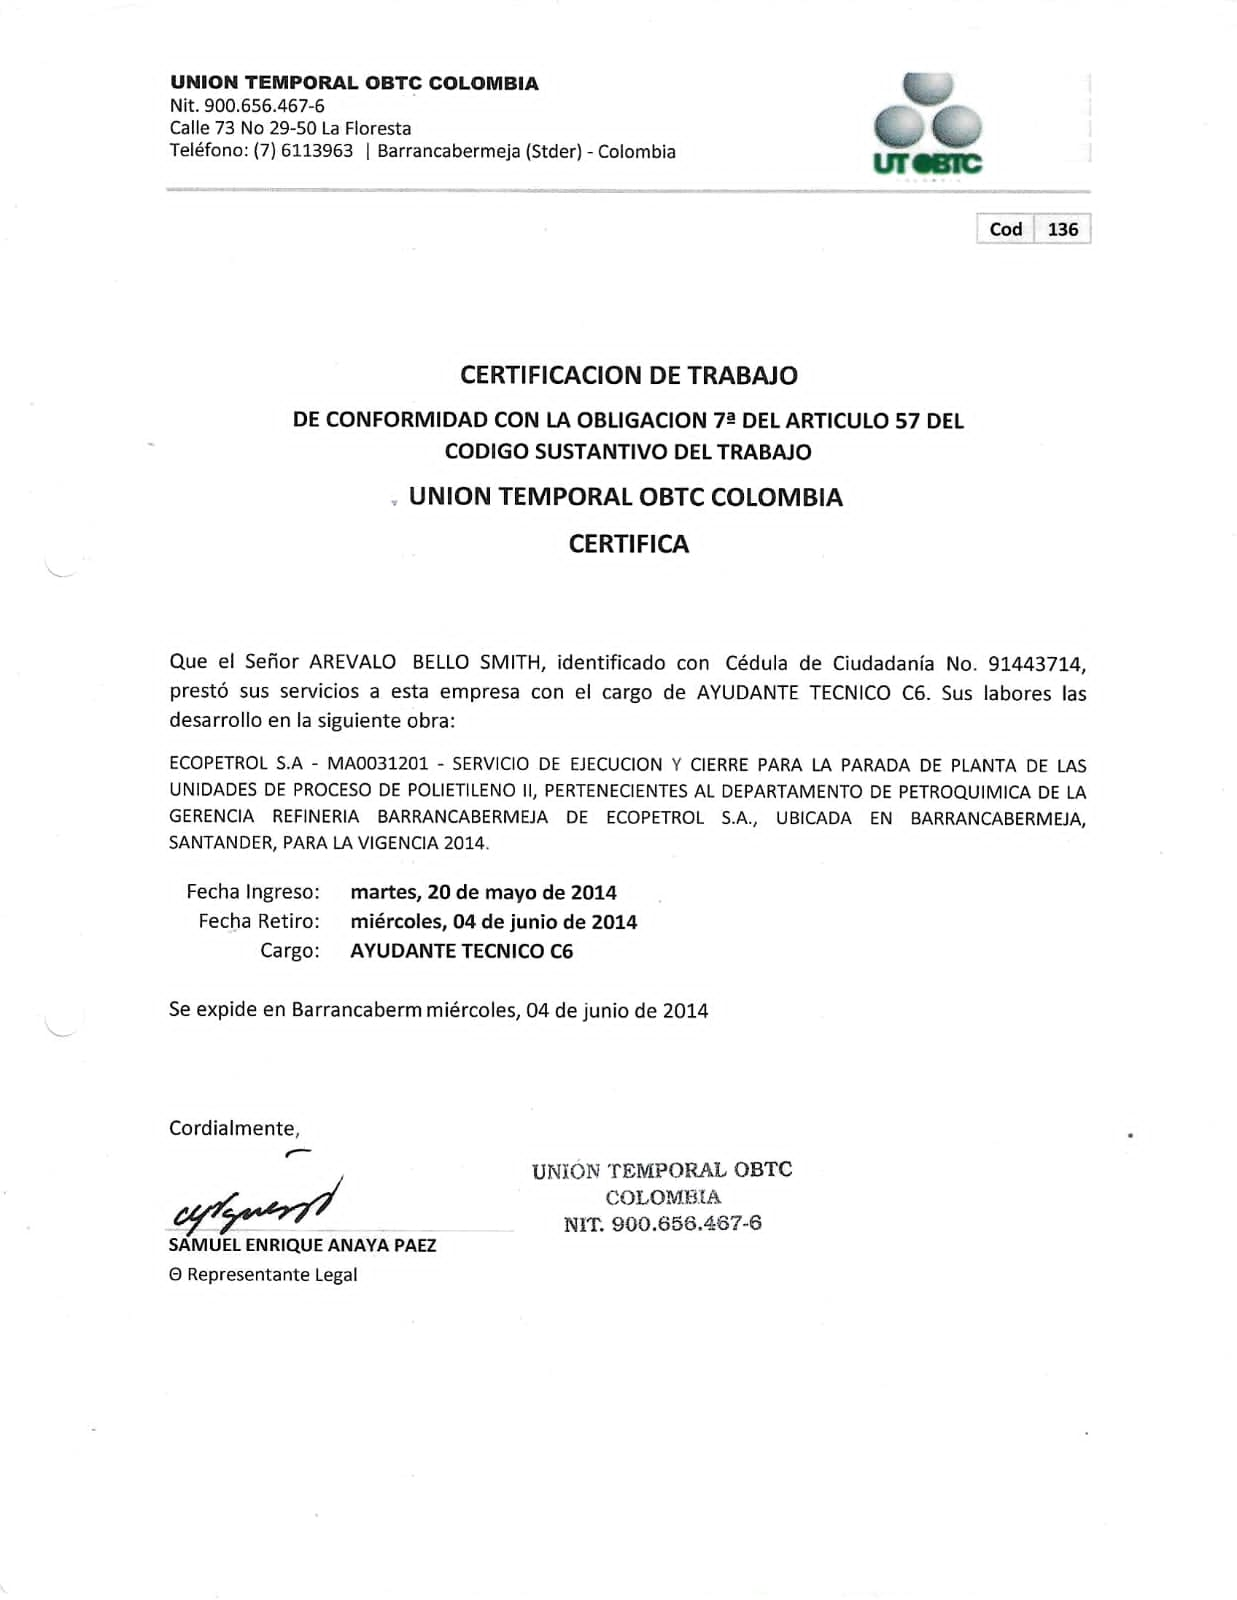 UNION TEMPORAL OBTC COLOMBIA
Nit. 900.656.467-6
Calle 73 No 29-50 La Floresta
Teléfono: (7) 6113963 | Barrancabermeja (Stder) - Colombia
UT OBTC
COLOMBIA
Cod 136
CERTIFICACION DE TRABAJO
DE CONFORMIDAD CON LA OBLIGACION 7ª DEL ARTICULO 57 DEL
CODIGO SUSTANTIVO DEL TRABAJO
UNION TEMPORAL OBTC COLOMBIA
CERTIFICA
Que el Señor AREVALO BELLO SMITH, identificado con Cédula de Ciudadanía No. 91443714,
prestó sus servicios a esta empresa con el cargo de AYUDANTE TECNICO C6. Sus labores las
desarrollo en la siguiente obra:
ECOPETROL S.A - MA0031201 - SERVICIO DE EJECUCION Y CIERRE PARA LA PARADA DE PLANTA DE LAS
UNIDADES DE PROCESO DE POLIETILENO II, PERTENECIENTES AL DEPARTAMENTO DE PETROQUIMICA DE LA
GERENCIA REFINERIA BARRANCABERMEJA DE ECOPETROL S.A., UBICADA EN BARRANCABERMEJA,
SANTANDER, PARA LA VIGENCIA 2014.
Fecha Ingreso: martes, 20 de mayo de 2014
Fecha Retiro: miércoles, 04 de junio de 2014
Cargo: AYUDANTE TECNICO C6
Se expide en Barrancaberm miércoles, 04 de junio de 2014
Cordialmente,
UNIÓN TEMPORAL OBTC
COLOMBIA
NIT. 900.656.467-6
SAMUEL ENRIQUE ANAYA PAEZ
Θ Representante Legal